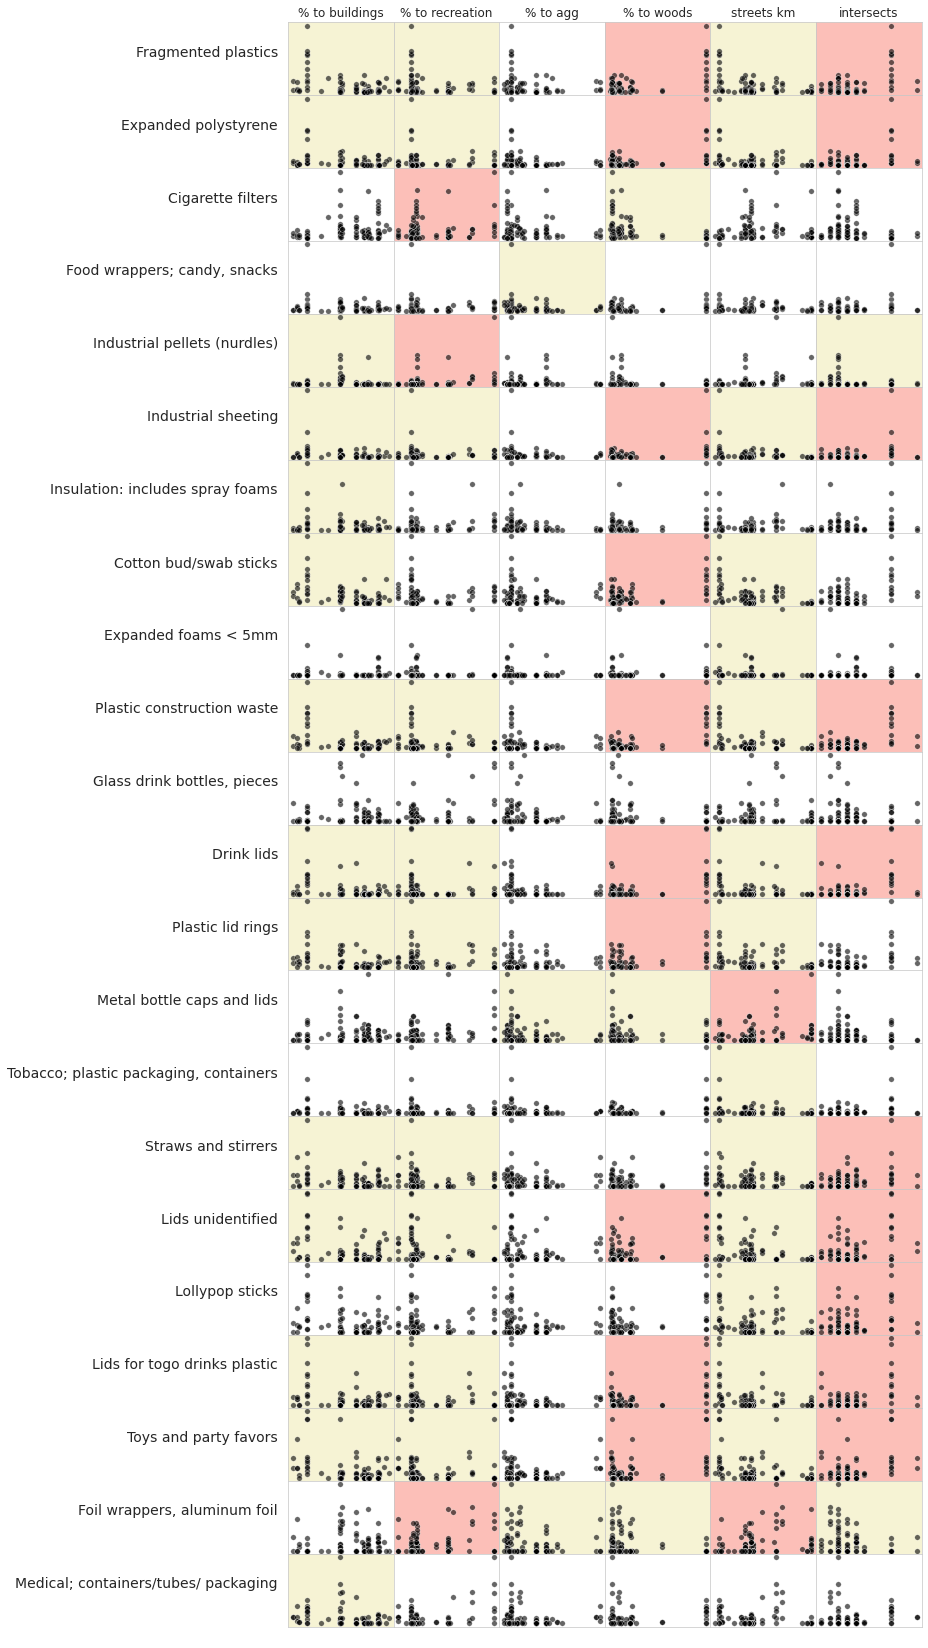 % to buildings % to recreation % to agg % to woods streets km intersects
Fragmented plastics
Expanded polystyrene
Cigarette filters
Food wrappers; candy, snacks
Industrial pellets (nurdles)
Industrial sheeting
Insulation: includes spray foams
Cotton bud/swab sticks
Expanded foams < 5mm
Plastic construction waste
Glass drink bottles, pieces
Drink lids
Plastic lid rings
Metal bottle caps and lids
Tobacco; plastic packaging, containers
Straws and stirrers
Lids unidentified
Lollypop sticks
Lids for togo drinks plastic
Toys and party favors
Foil wrappers, aluminum foil
Medical; containers/tubes/ packaging